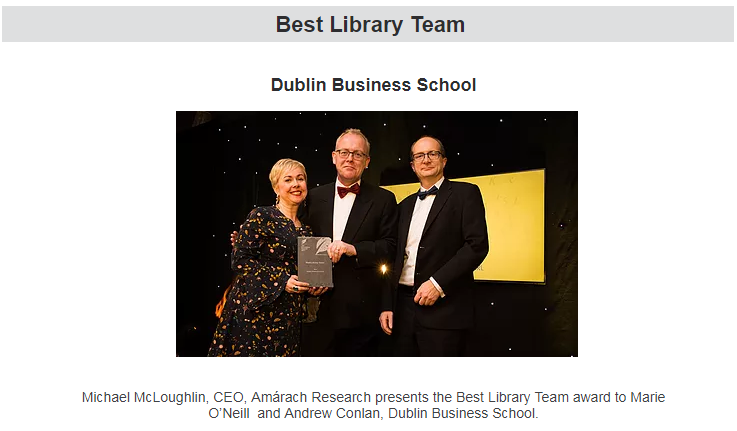 Best Library Team
Dublin Business School
Michael McLoughlin, CEO, Amárach Research presents the Best Library Team award to Marie
O’Neill  and Andrew Conlan, Dublin Business School.